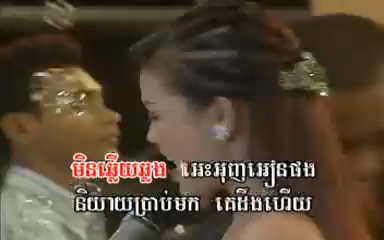 មិនឆ្លើយឆ្លង អេះអុញអៀនផង
និយាយប្រាប់មក គេដឹងហើយ